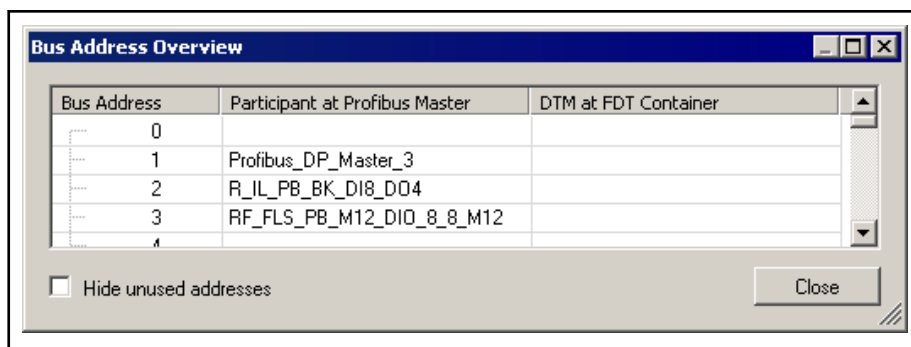 Bus Address Overview
Bus Address Participant at Profibus Master DTM at FDT Container
0
1 Profibus_DP_Master_3
2 R_IL_PB_BK_DI8_DO4
3 RF_FLS_PB_M12_DIO_8_8_M12
4
Hide unused addresses Close